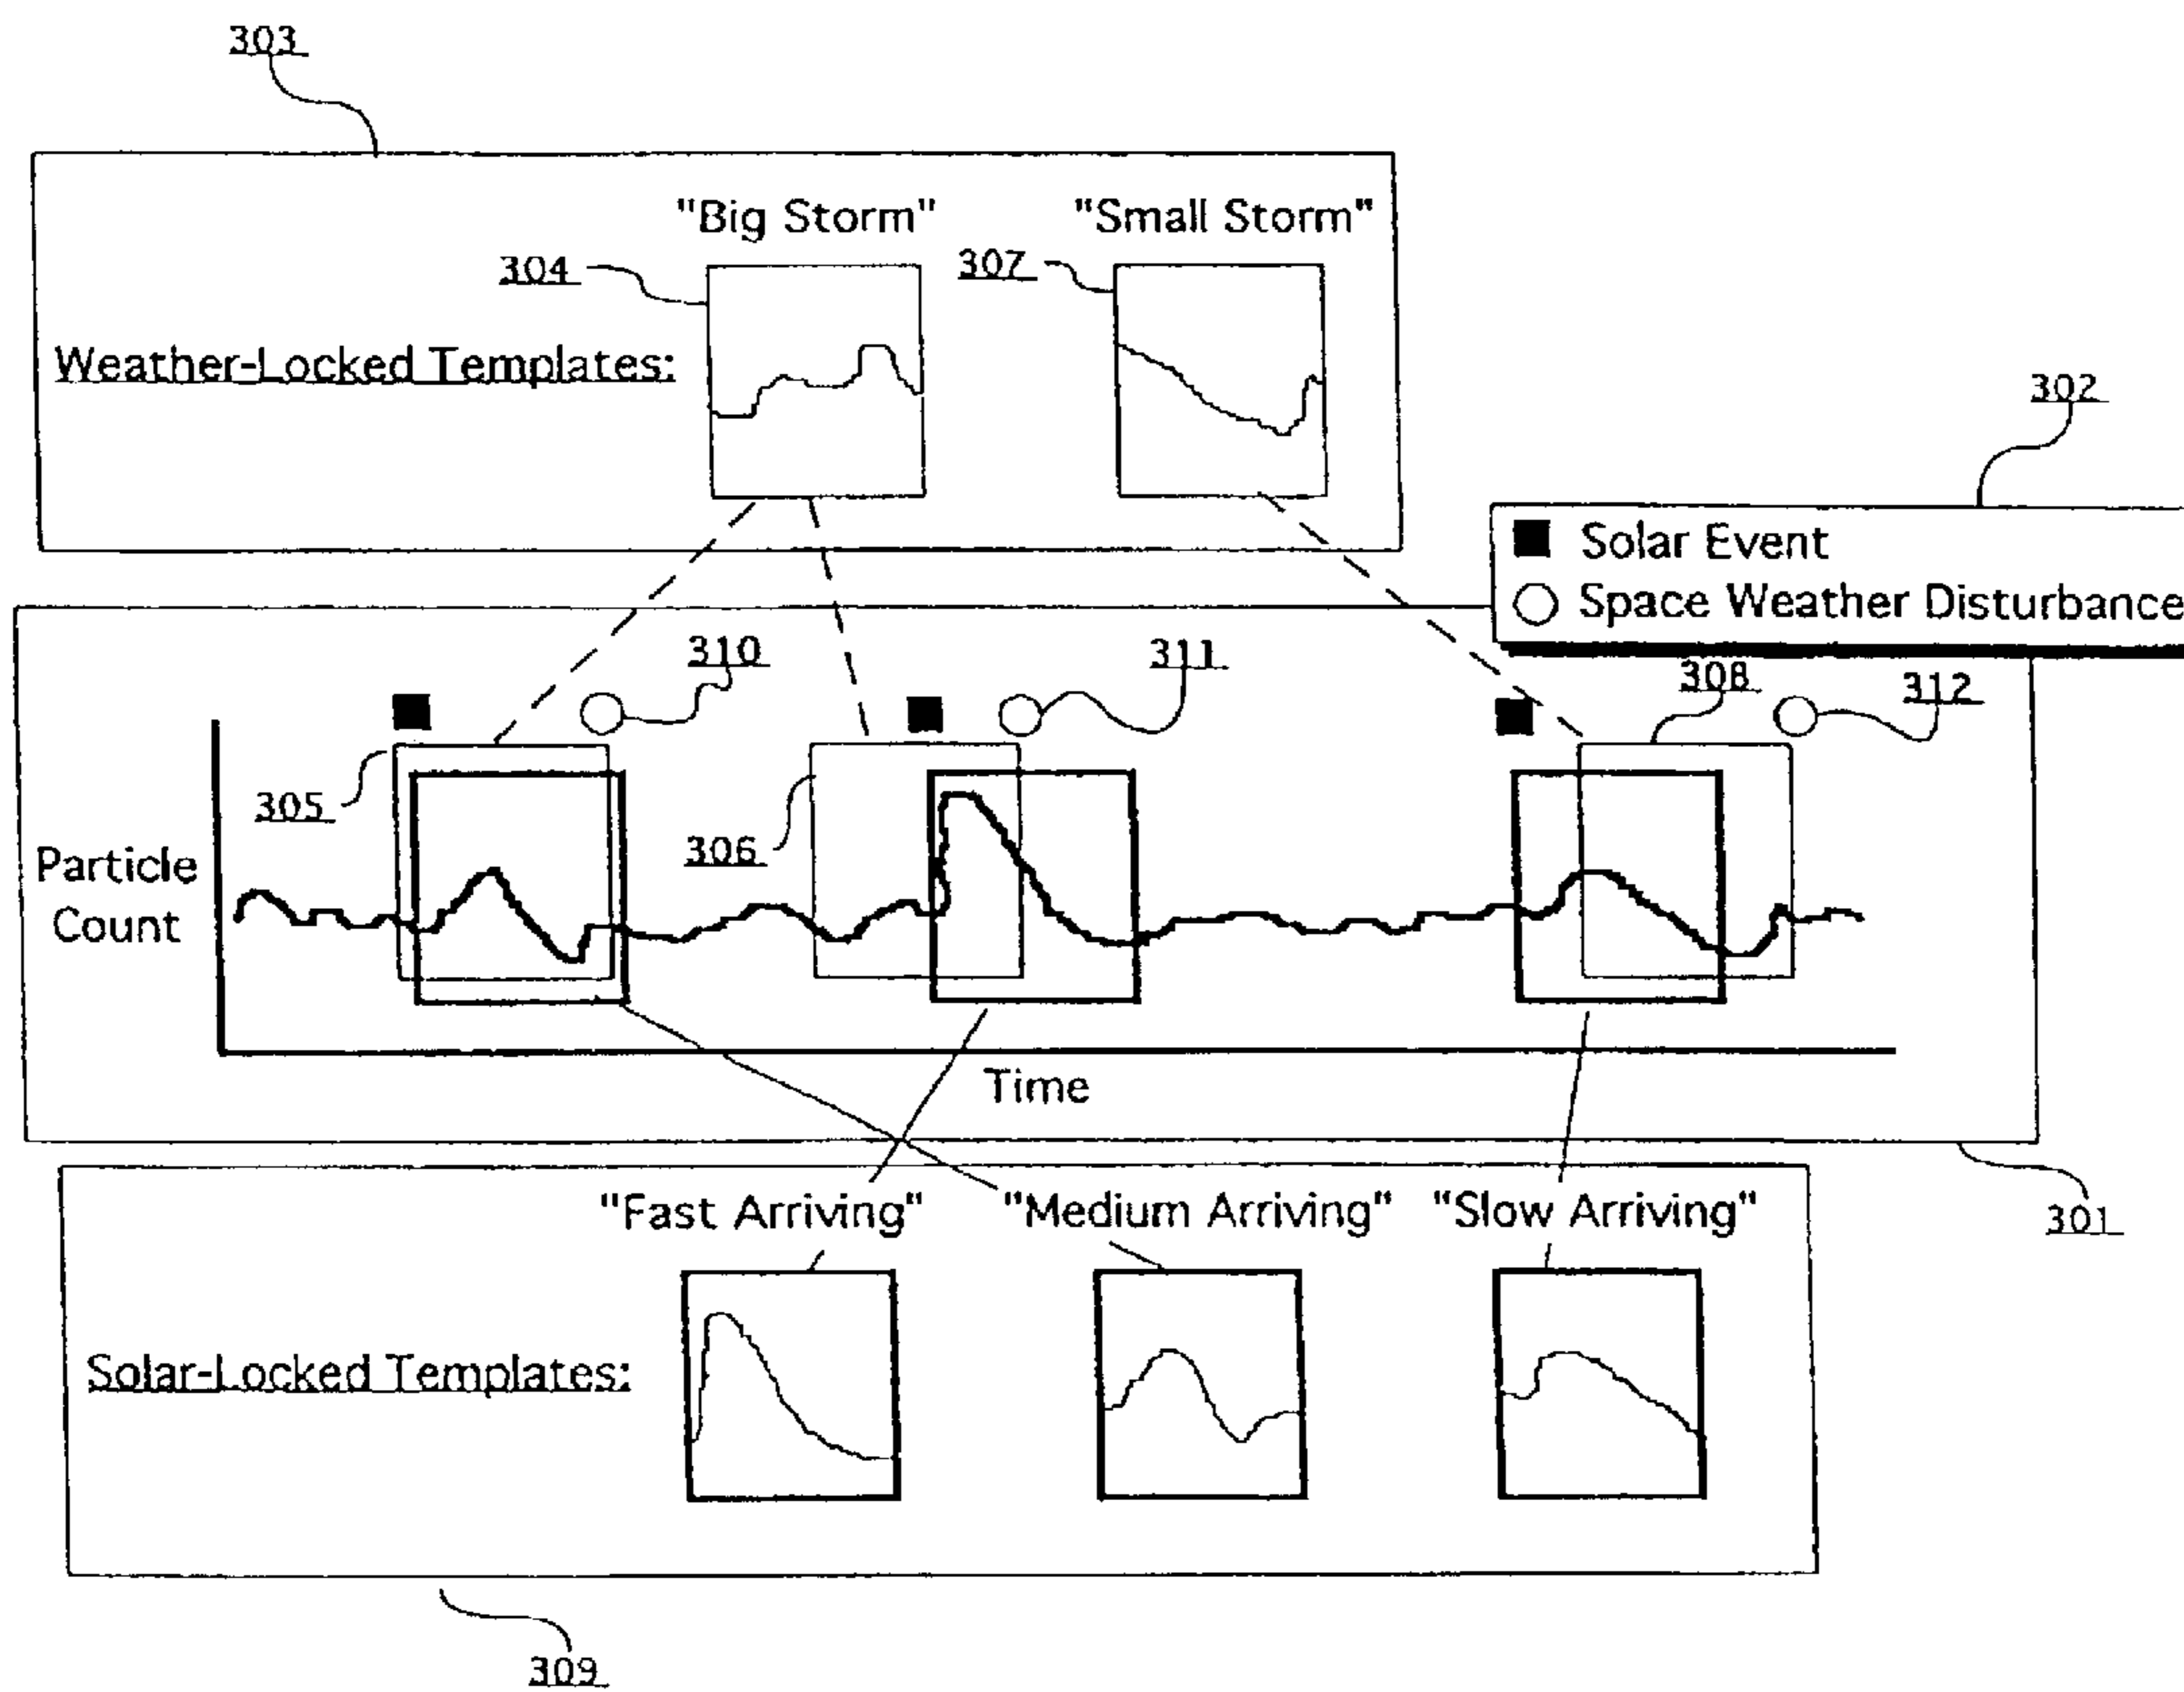 303
"Big Storm"
"Small Storm"
304
307
Weather-Locked Templates:
302
Solar Event
Space Weather Disturbance
310
311
308
312
305
306
Particle
Count
Time
"Fast Arriving"
"Medium Arriving"
"Slow Arriving"
301
Solar-Locked Templates:
309